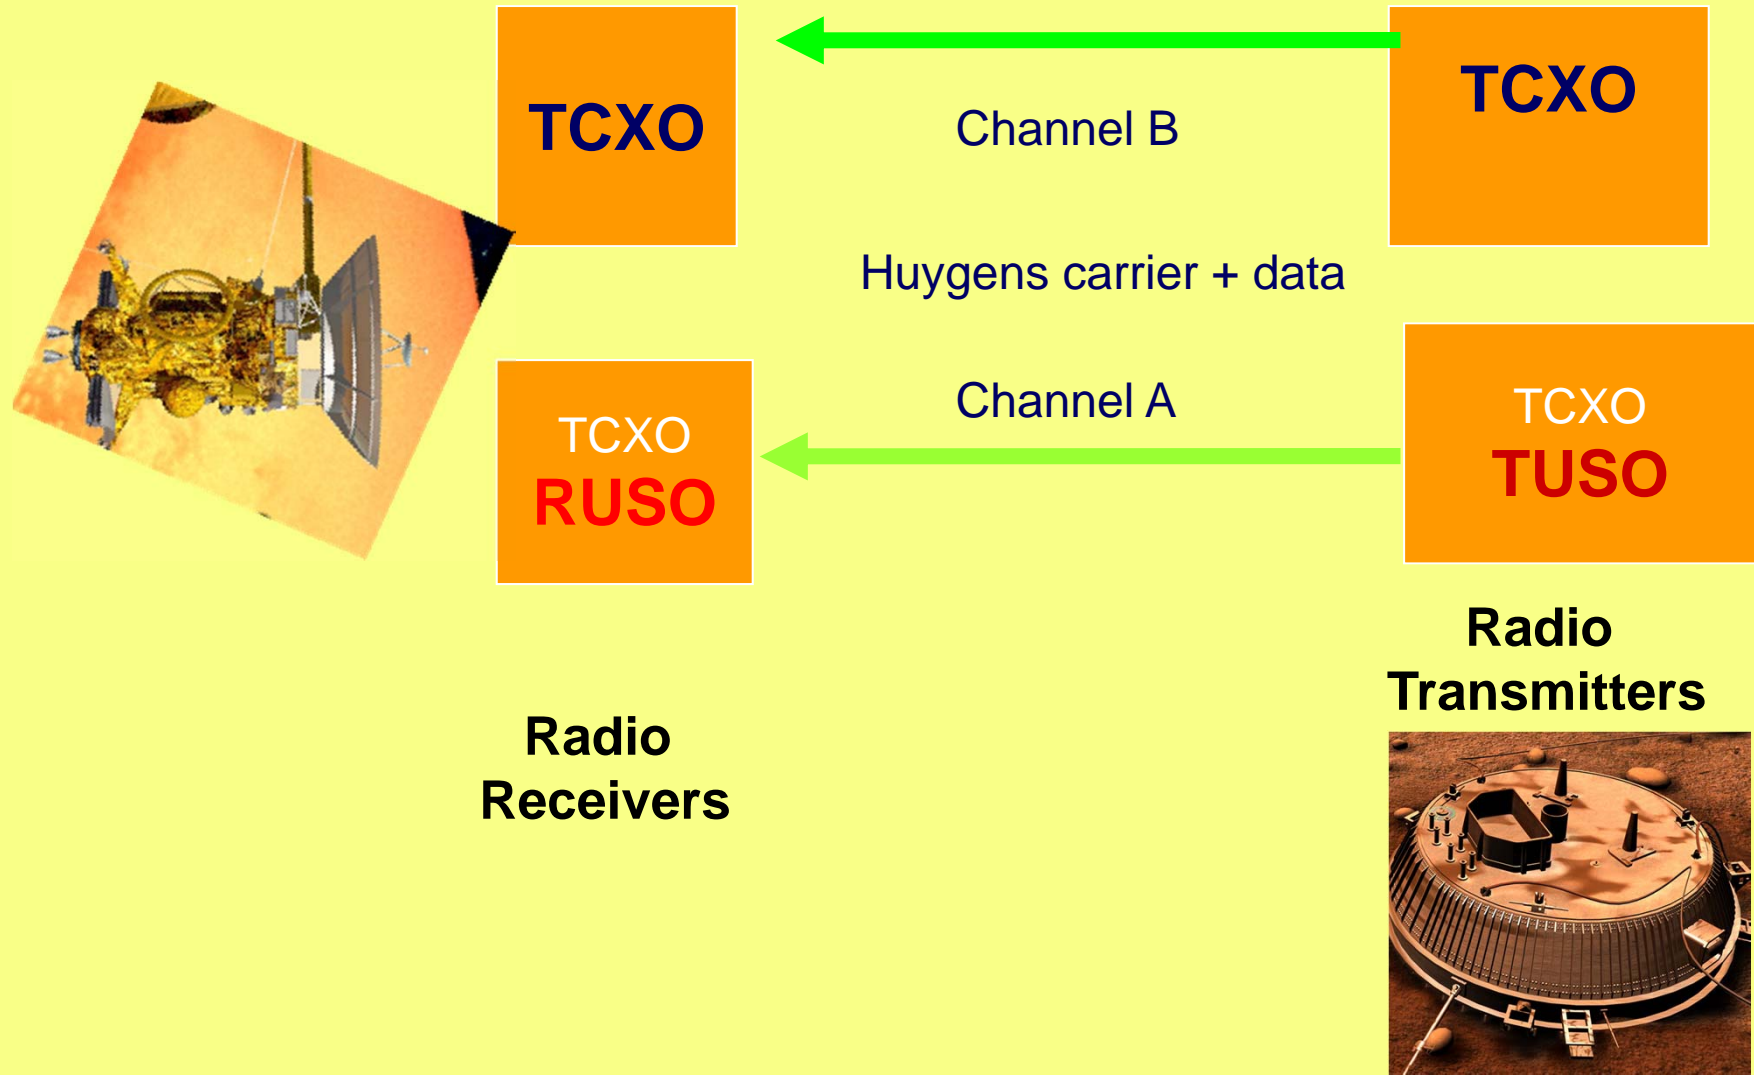 TCXO
Channel B
TCXO
Huygens carrier + data
TCXO
RUSO
Channel A
TCXO
TUSO
Radio
Receivers
Radio
Transmitters